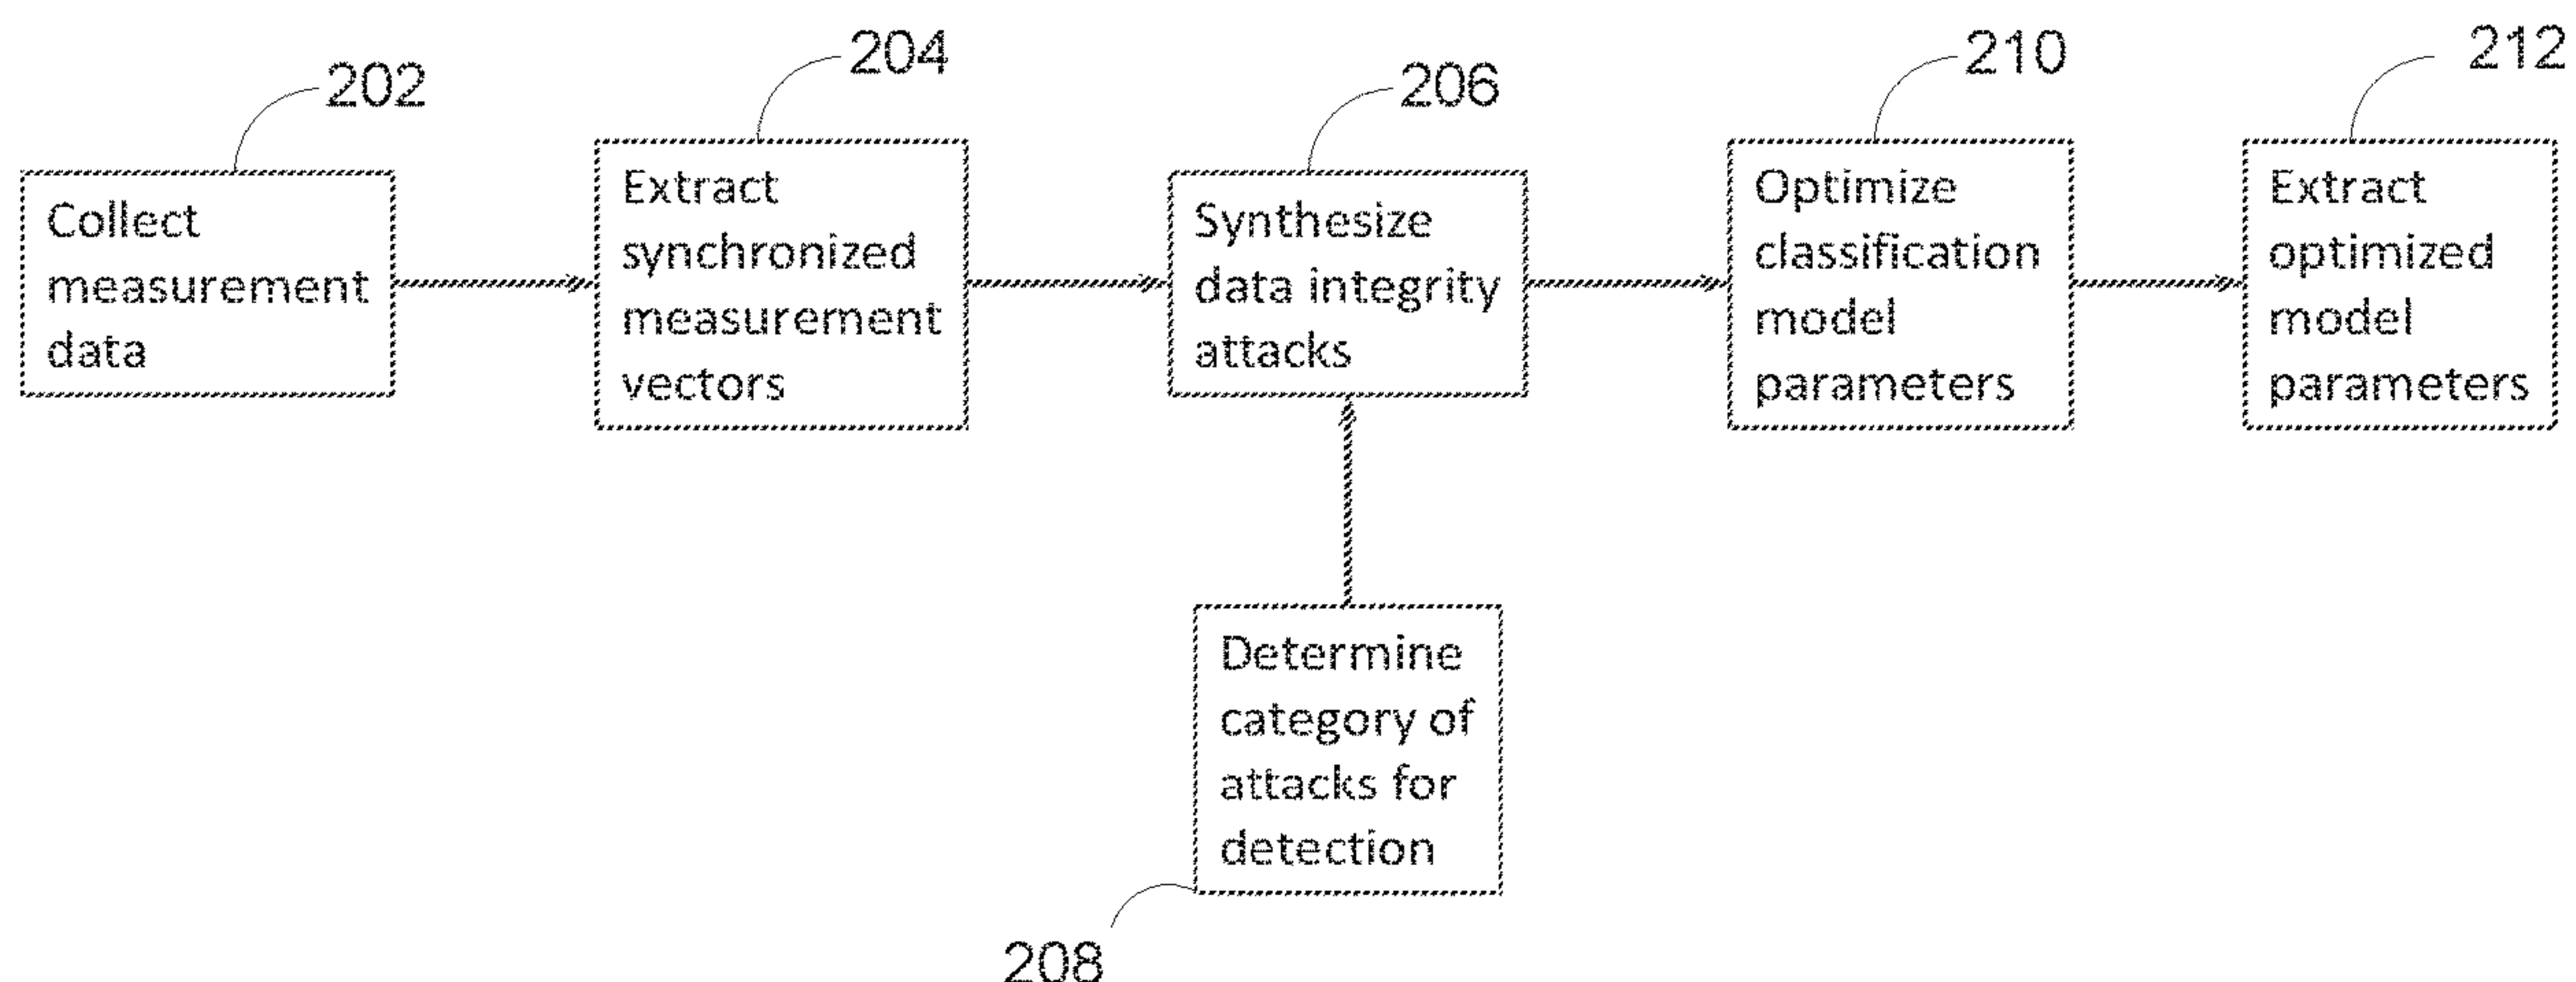 202
Collect
measurement
data
204
Extract
synchronized
measurement
vectors
206
Synthesize
data integrity
attacks
210
Optimize
classification
model
parameters
212
Extract
optimized
model
parameters
Determine
category of
attacks for
detection
208